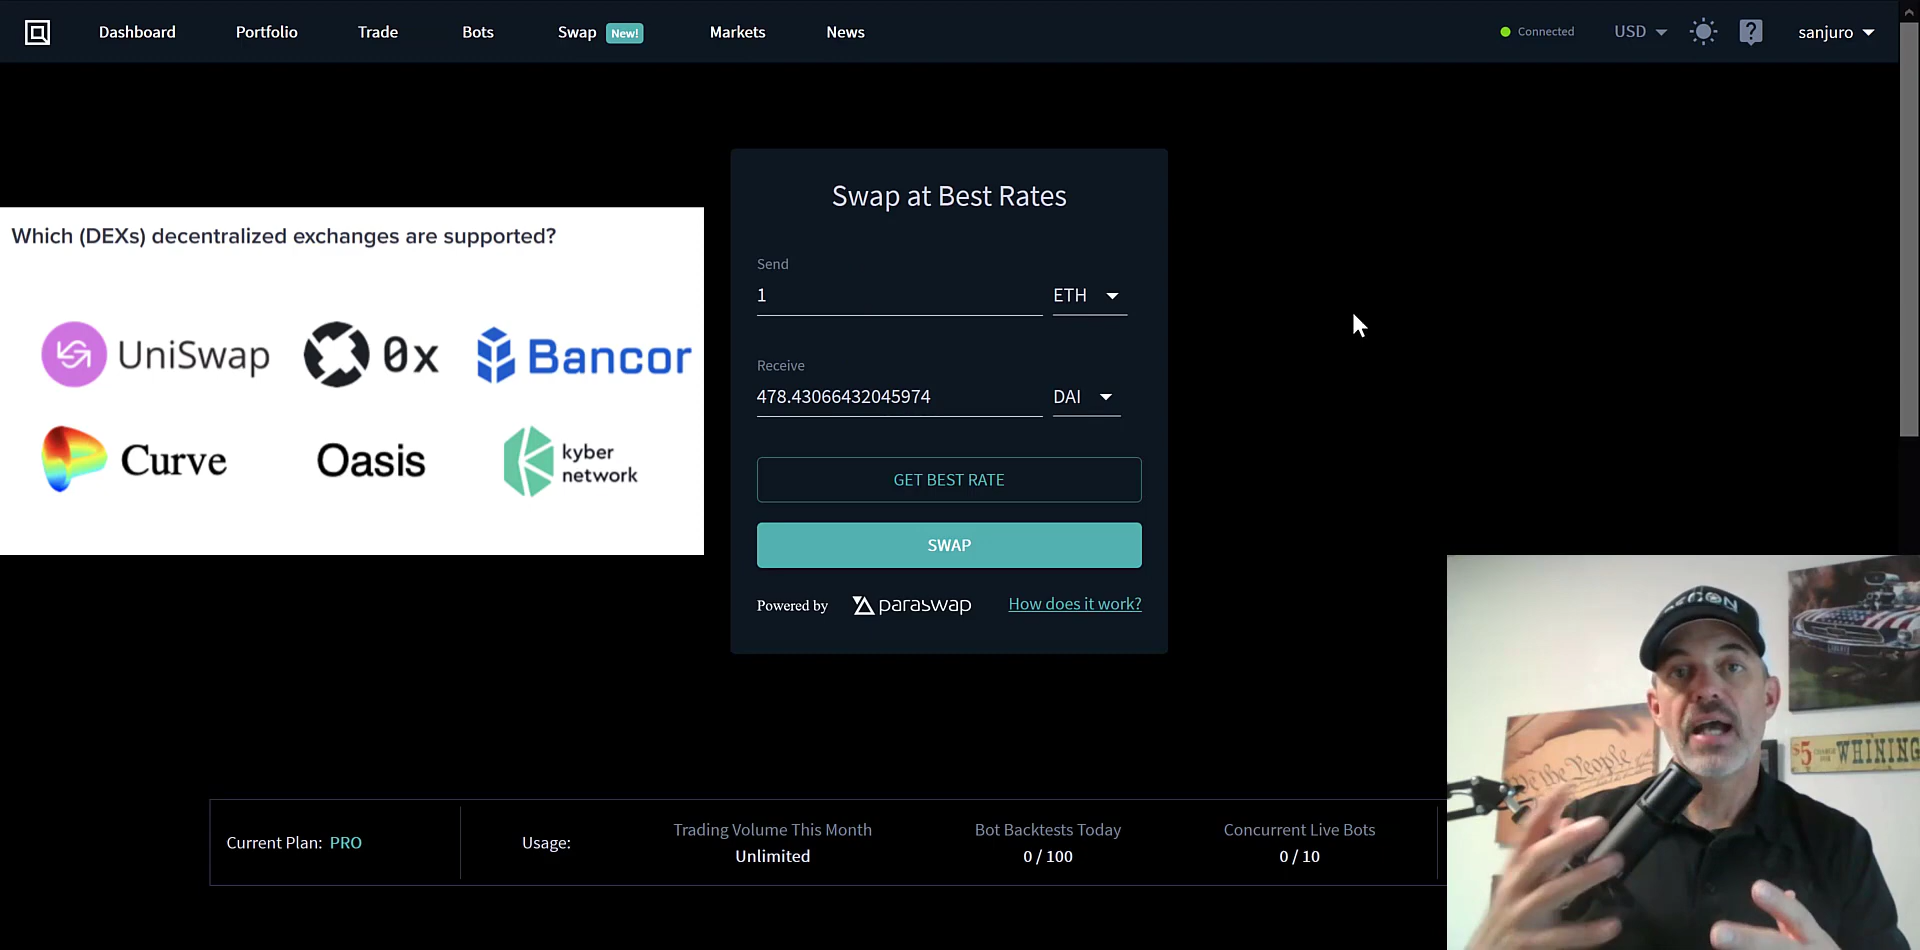 Dashboard
Portfolio
Trade
Bots
Swap
New!
Markets
News
Connected
USD
?
sanjuro
Which (DEXs) decentralized exchanges are supported?
UniSwap
0x
Bancor
Curve
Oasis
kyber
network
Swap at Best Rates
Send
1
ETH
Receive
478.43066432045974
DAI
GET BEST RATE
SWAP
Powered by
paraswap
How does it work?
Current Plan: PRO
Usage:
Trading Volume This Month
Unlimited
Bot Backtests Today
0 / 100
Concurrent Live Bots
0 / 10
We the People
$5
WHINING